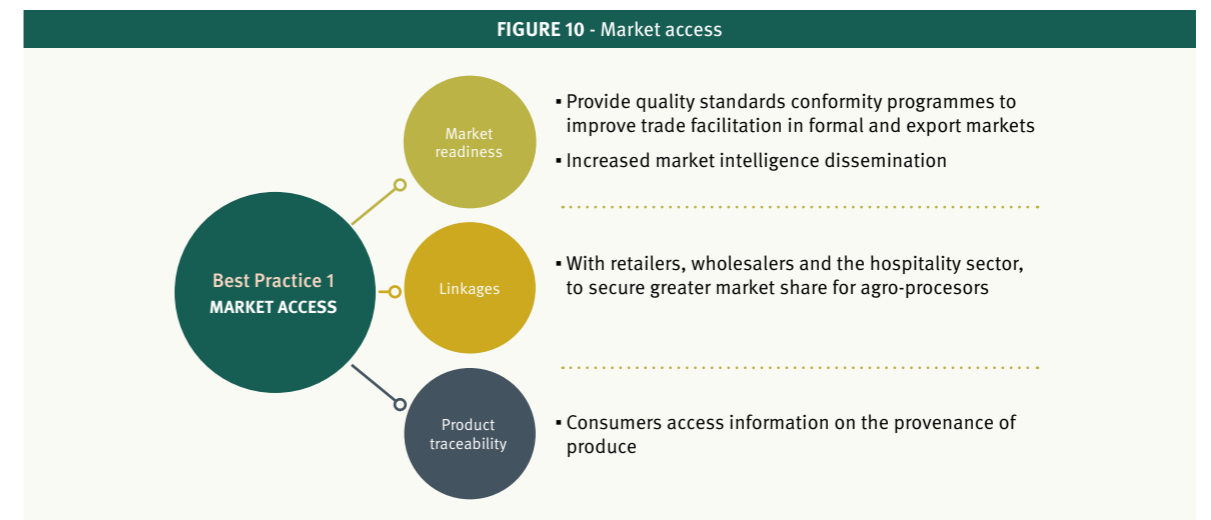 FIGURE 10 - Market access
Best Practice 1
MARKET ACCESS
Market
readiness
▪ Provide quality standards conformity programmes to
improve trade facilitation in formal and export markets
▪ Increased market intelligence dissemination
Linkages
▪ With retailers, wholesalers and the hospitality sector,
to secure greater market share for agro-procesors
Product
traceability
▪ Consumers access information on the provenance of
produce